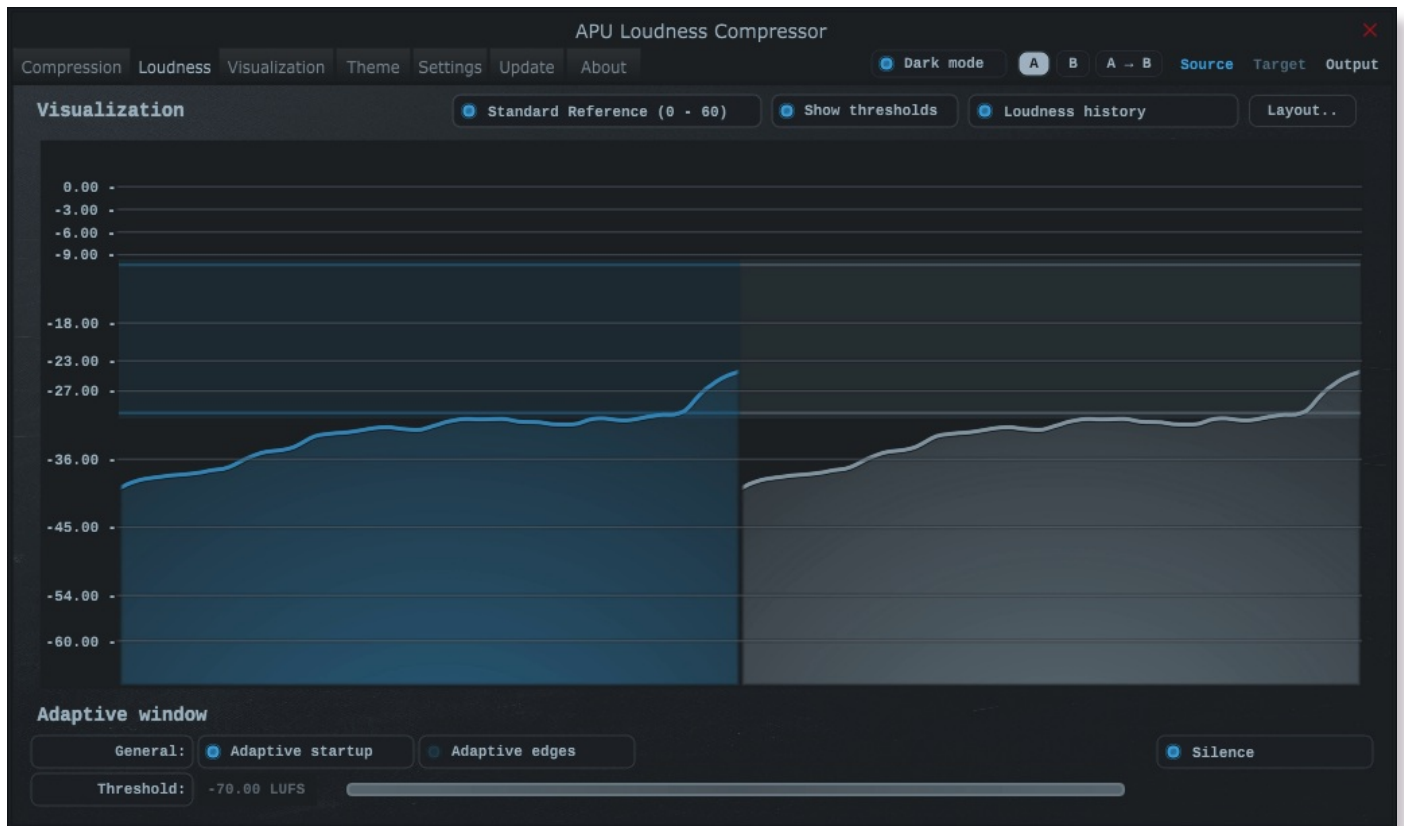 APU Loudness Compressor
Compression Loudness Visualization Theme Settings Update About Dark mode A B A → B Source Target Output
Visualization Standard Reference (0 - 60) Show thresholds Loudness history Layout..
0.00 -
-3.00 -
-6.00 -
-9.00 -
-18.00 -
-23.00 -
-27.00 -
-36.00 -
-45.00 -
-54.00 -
-60.00 -
Adaptive window
General: Adaptive startup Adaptive edges Silence
Threshold: -70.00 LUFS